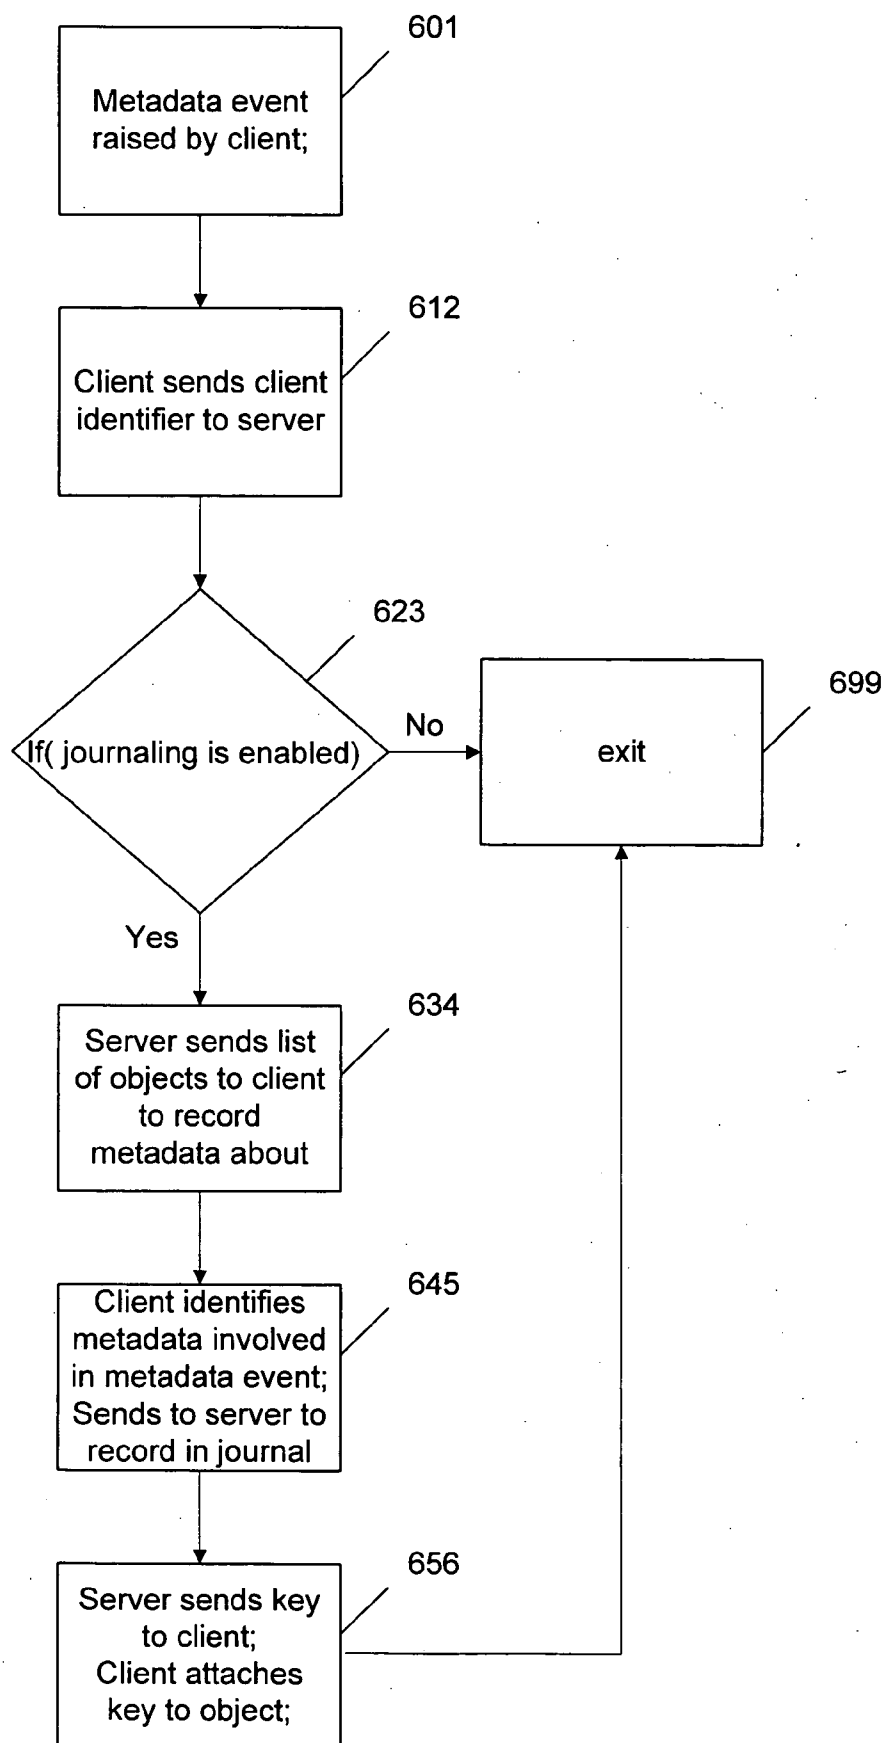 601
Metadata event
raised by client;
612
Client sends client
identifier to server
623
If( journaling is enabled)
No
699
exit
Yes
634
Server sends list
of objects to client
to record
metadata about
645
Client identifies
metadata involved
in metadata event;
Sends to server to
record in journal
656
Server sends key
to client;
Client attaches
key to object;